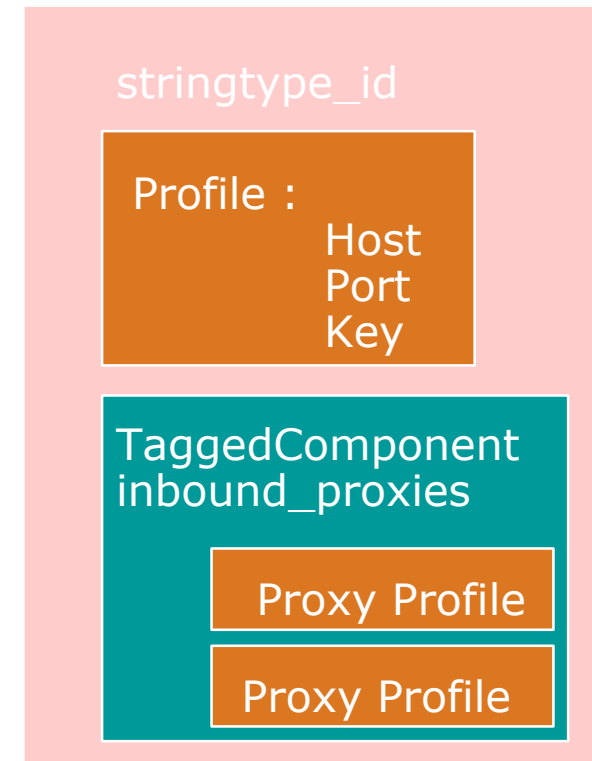 stringtype_id
Profile :
Host
Port
Key
TaggedComponent
inbound_proxies
Proxy Profile
Proxy Profile